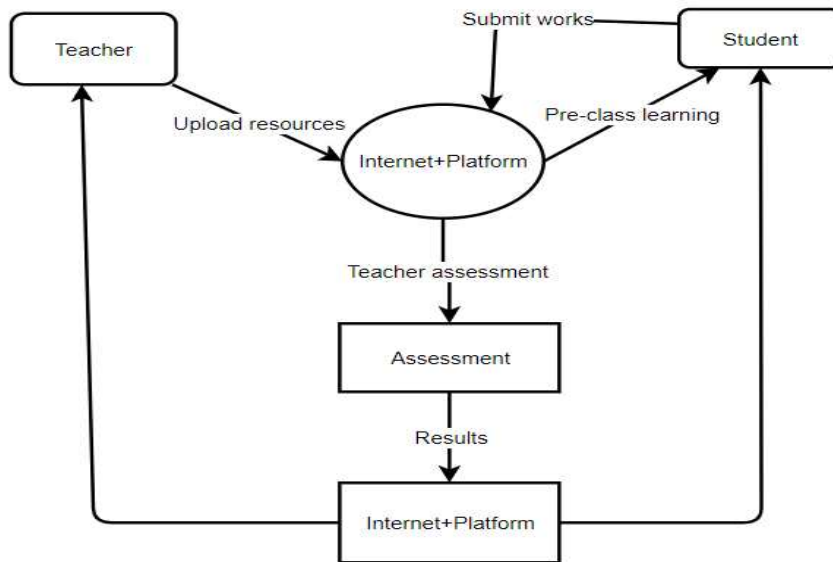 Submit works
Teacher
Student
Upload resources
Pre-class learning
Internet+Platform
Teacher assessment
Assessment
Results
Internet+Platform